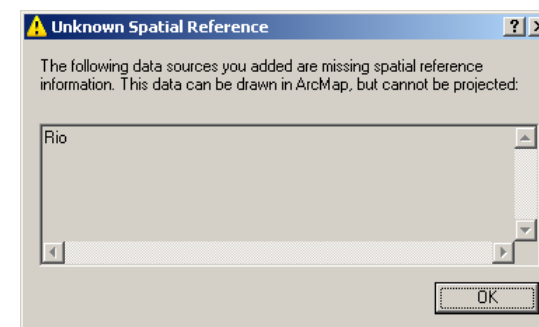 Unknown Spatial Reference
The following data sources you added are missing spatial reference
information. This data can be drawn in ArcMap, but cannot be projected:
Rio
OK